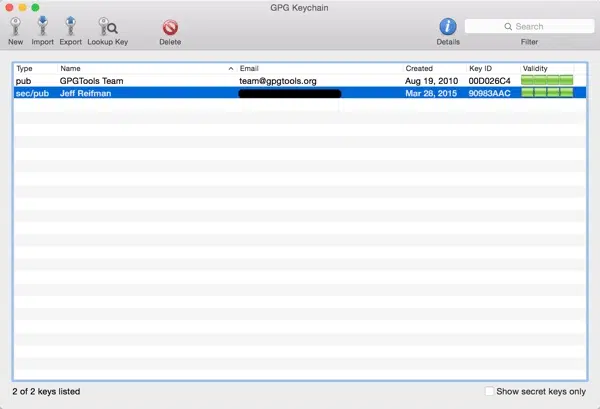 GPG Keychain
New Import Export Lookup Key Delete Details Search
Filter
Type Name Email Created Key ID Validity
pub GPGTools Team team@gpgtools.org Aug 19, 2010 00D026C4
sec/pub Jeff Reifman Mar 28, 2015 90983AAC
2 of 2 keys listed Show secret keys only